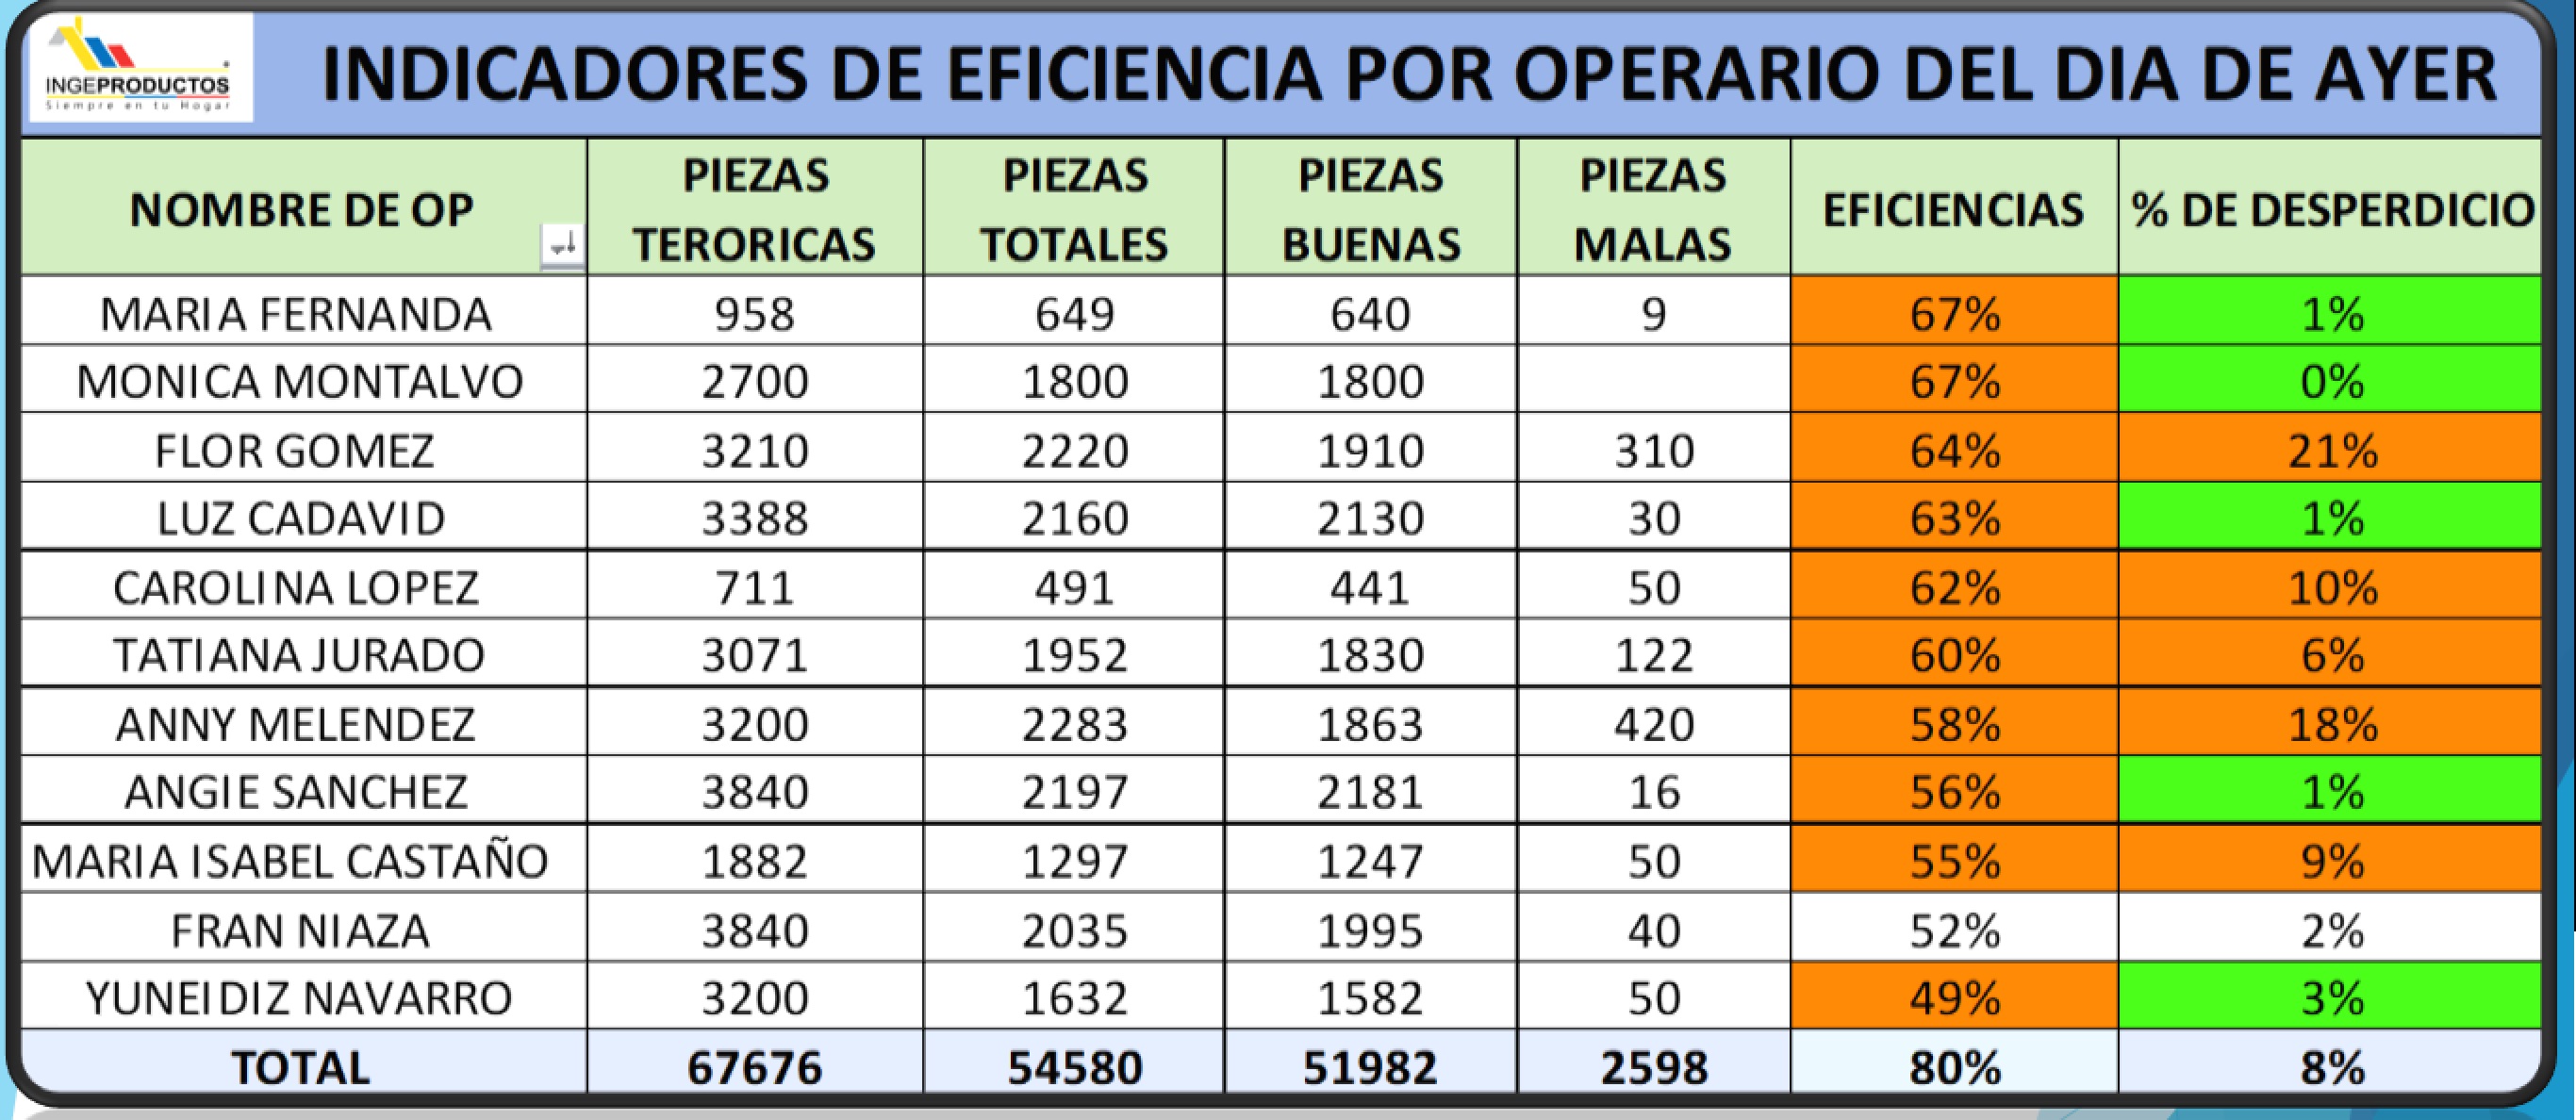 INGEPRODUCTOS
Siempre en tu Hogar
INDICADORES DE EFICIENCIA POR OPERARIO DEL DIA DE AYER
NOMBRE DE OP PIEZAS TERORICAS PIEZAS TOTALES PIEZAS BUENAS PIEZAS MALAS EFICIENCIAS % DE DESPERDICIO
MARIA FERNANDA 958 649 640 9 67% 1%
MONICA MONTALVO 2700 1800 1800 67% 0%
FLOR GOMEZ 3210 2220 1910 310 64% 21%
LUZ CADAVID 3388 2160 2130 30 63% 1%
CAROLINA LOPEZ 711 491 441 50 62% 10%
TATIANA JURADO 3071 1952 1830 122 60% 6%
ANNY MELENDEZ 3200 2283 1863 420 58% 18%
ANGIE SANCHEZ 3840 2197 2181 16 56% 1%
MARIA ISABEL CASTAÑO 1882 1297 1247 50 55% 9%
FRAN NIAZA 3840 2035 1995 40 52% 2%
YUNEIDIZ NAVARRO 3200 1632 1582 50 49% 3%
TOTAL 67676 54580 51982 2598 80% 8%